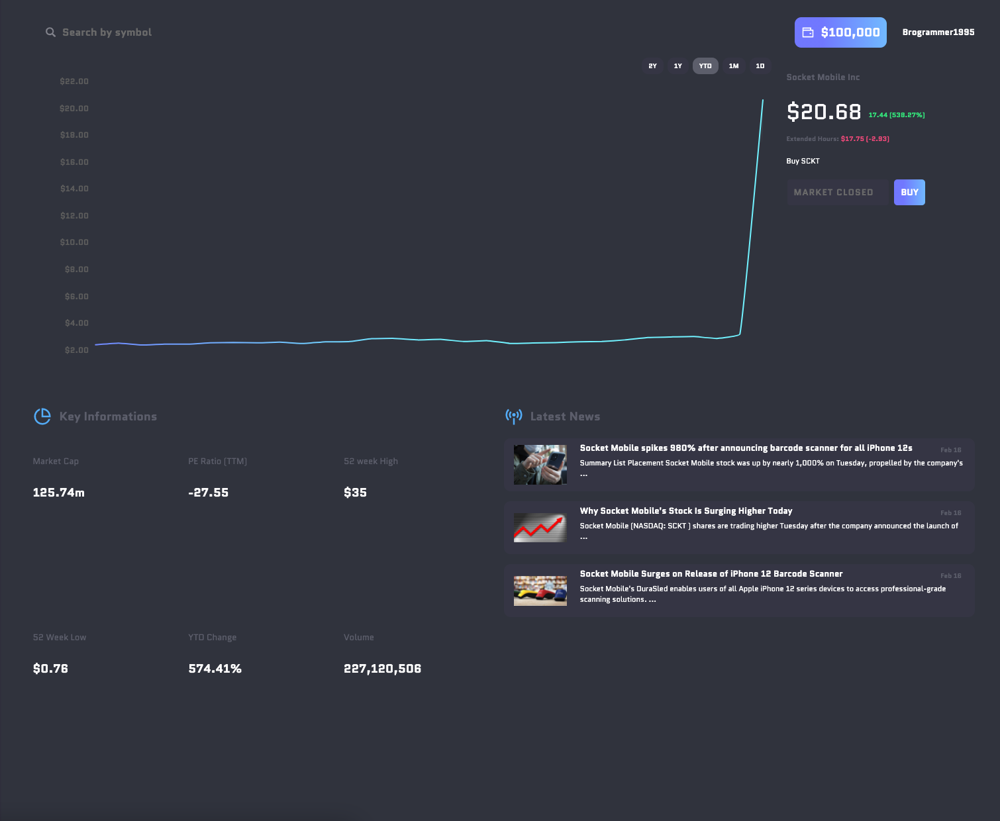 Search by symbol
$100,000
Brogrammer1995
2Y 1Y YTD 1M 1D
$22.00
$20.00
$18.00
$16.00
$14.00
$12.00
$10.00
$8.00
$6.00
$4.00
$2.00
Socket Mobile Inc
$20.68 17.44 (538.27%)
Extended Hours: $17.75 (-2.93)
Buy SCKT
MARKET CLOSED BUY
Key Informations
Market Cap PE Ratio (TTM) 52 week High
125.74m -27.55 $35
52 Week Low YTD Change Volume
$0.76 574.41% 227,120,506
Latest News
Socket Mobile spikes 980% after announcing barcode scanner for all iPhone 12s Feb 16
Summary List Placement Socket Mobile stock was up by nearly 1,000% on Tuesday, propelled by the company's
...
Why Socket Mobile's Stock Is Surging Higher Today Feb 16
Socket Mobile (NASDAQ: SCKT ) shares are trading higher Tuesday after the company announced the launch of
...
Socket Mobile Surges on Release of iPhone 12 Barcode Scanner Feb 16
Socket Mobile's DuraSled enables users of all Apple iPhone 12 series devices to access professional-grade
scanning solutions. ...